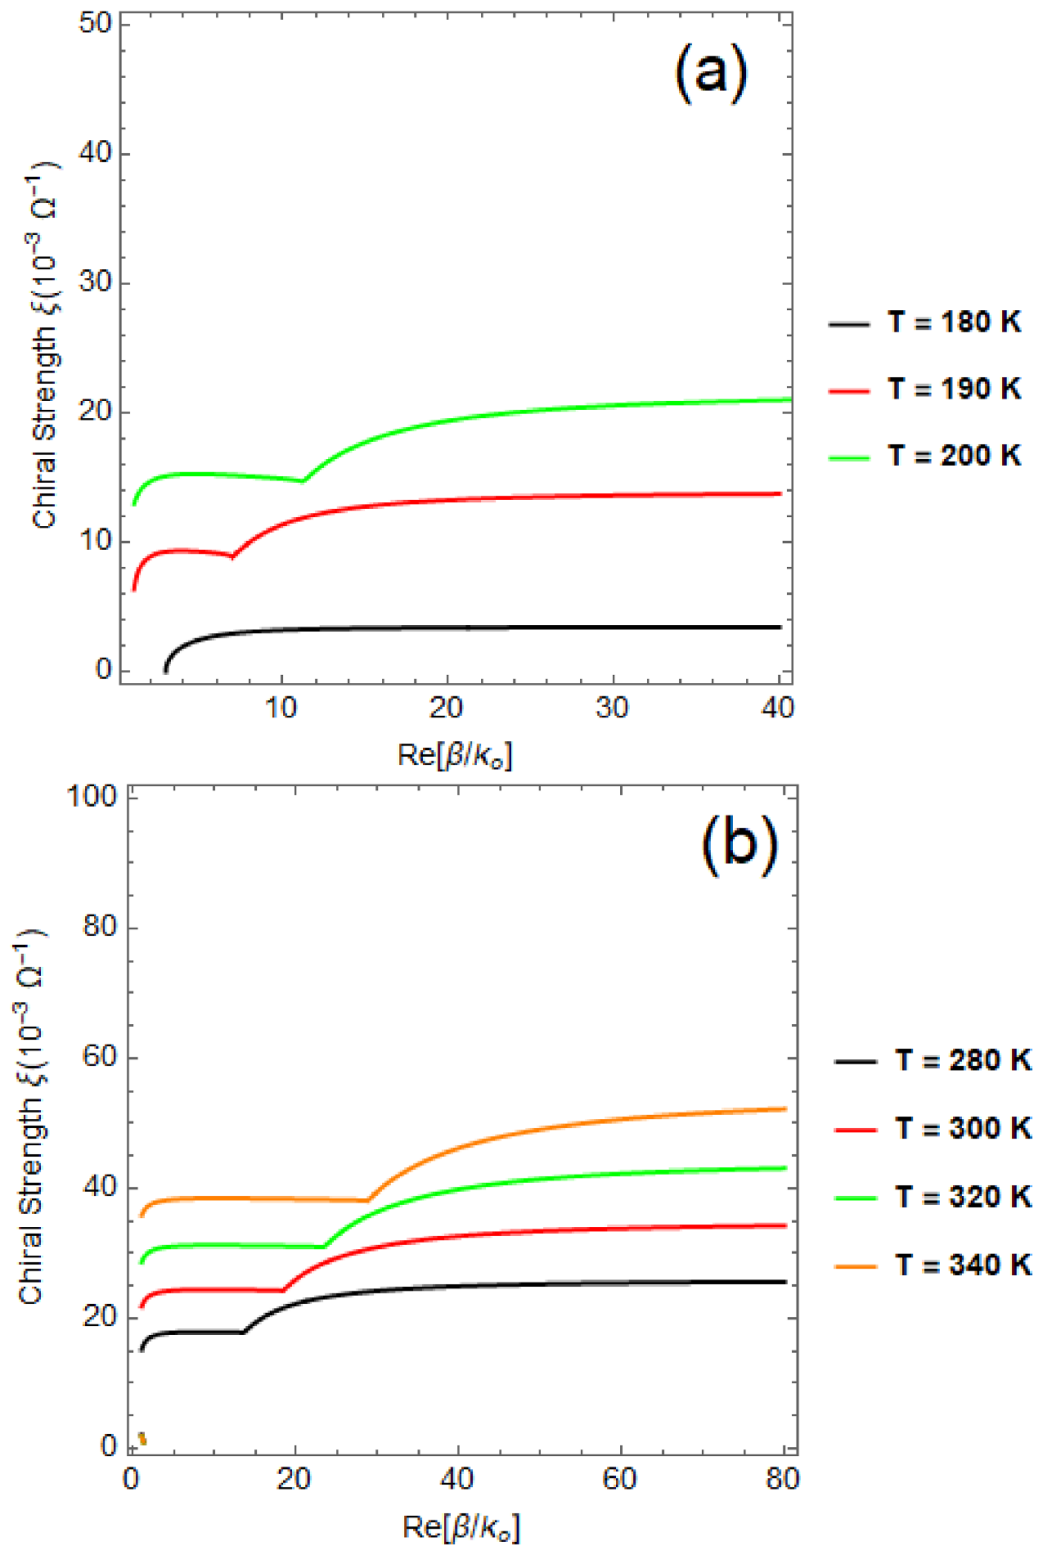 50
(a)
40
30
20
10
0
Chiral Strength ξ(10⁻³ Ω⁻¹)
10 20 30 40
Re[β/κₒ]
T = 180 K
T = 190 K
T = 200 K
100
(b)
80
60
40
20
0
Chiral Strength ξ(10⁻³ Ω⁻¹)
0 20 40 60 80
Re[β/κₒ]
T = 280 K
T = 300 K
T = 320 K
T = 340 K